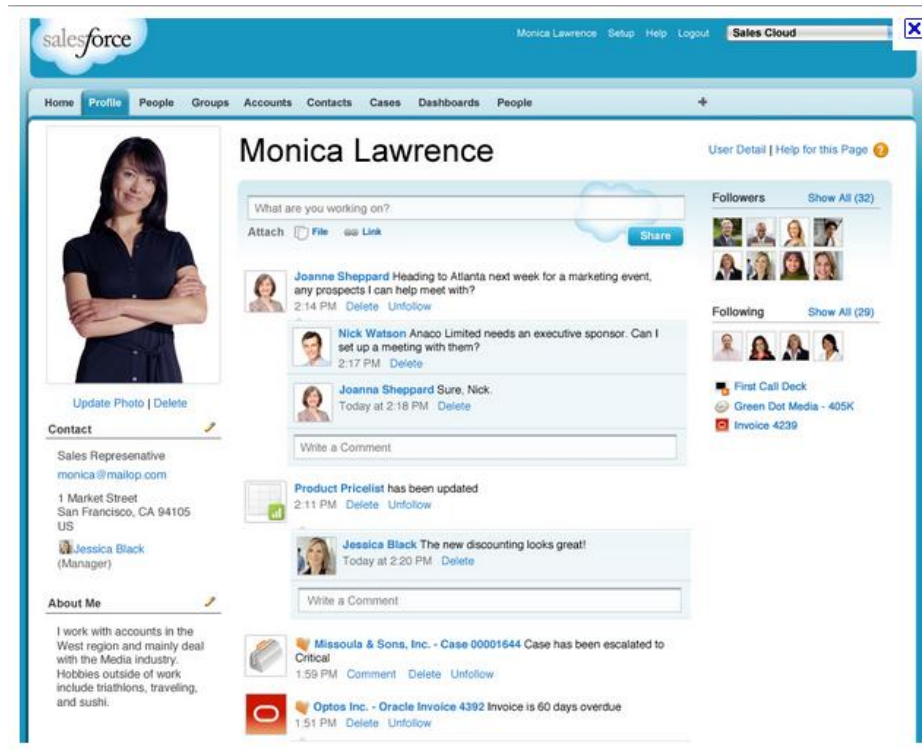 salesforce
Monica Lawrence Setup Help Logout Sales Cloud
Home Profile People Groups Accounts Contacts Cases Dashboards People +
Monica Lawrence
User Detail | Help for this Page ?
What are you working on?
Attach File Link
Share
Joanne Sheppard Heading to Atlanta next week for a marketing event,
any prospects I can help meet with?
2:14 PM Delete Unfollow
Nick Watson Anaco Limited needs an executive sponsor. Can I
set up a meeting with them?
2:17 PM Delete
Joanna Sheppard Sure, Nick.
Today at 2:18 PM Delete
Write a Comment
Product Pricelist has been updated
2:11 PM Delete Unfollow
Jessica Black The new discounting looks great!
Today at 2:20 PM Delete
Write a Comment
Missoula & Sons, Inc. - Case 00001644 Case has been escalated to
Critical
1:59 PM Comment Delete Unfollow
Optos Inc. - Oracle Invoice 4392 Invoice is 60 days overdue
1:51 PM Delete Unfollow
Update Photo | Delete
Contact
Sales Represenative
monica@mailop.com
1 Market Street
San Francisco, CA 94105
US
Jessica Black
(Manager)
About Me
I work with accounts in the
West region and mainly deal
with the Media industry.
Hobbies outside of work
include triathlons, traveling,
and sushi.
Followers Show All (32)
Following Show All (29)
First Call Deck
Green Dot Media - 405K
Invoice 4239